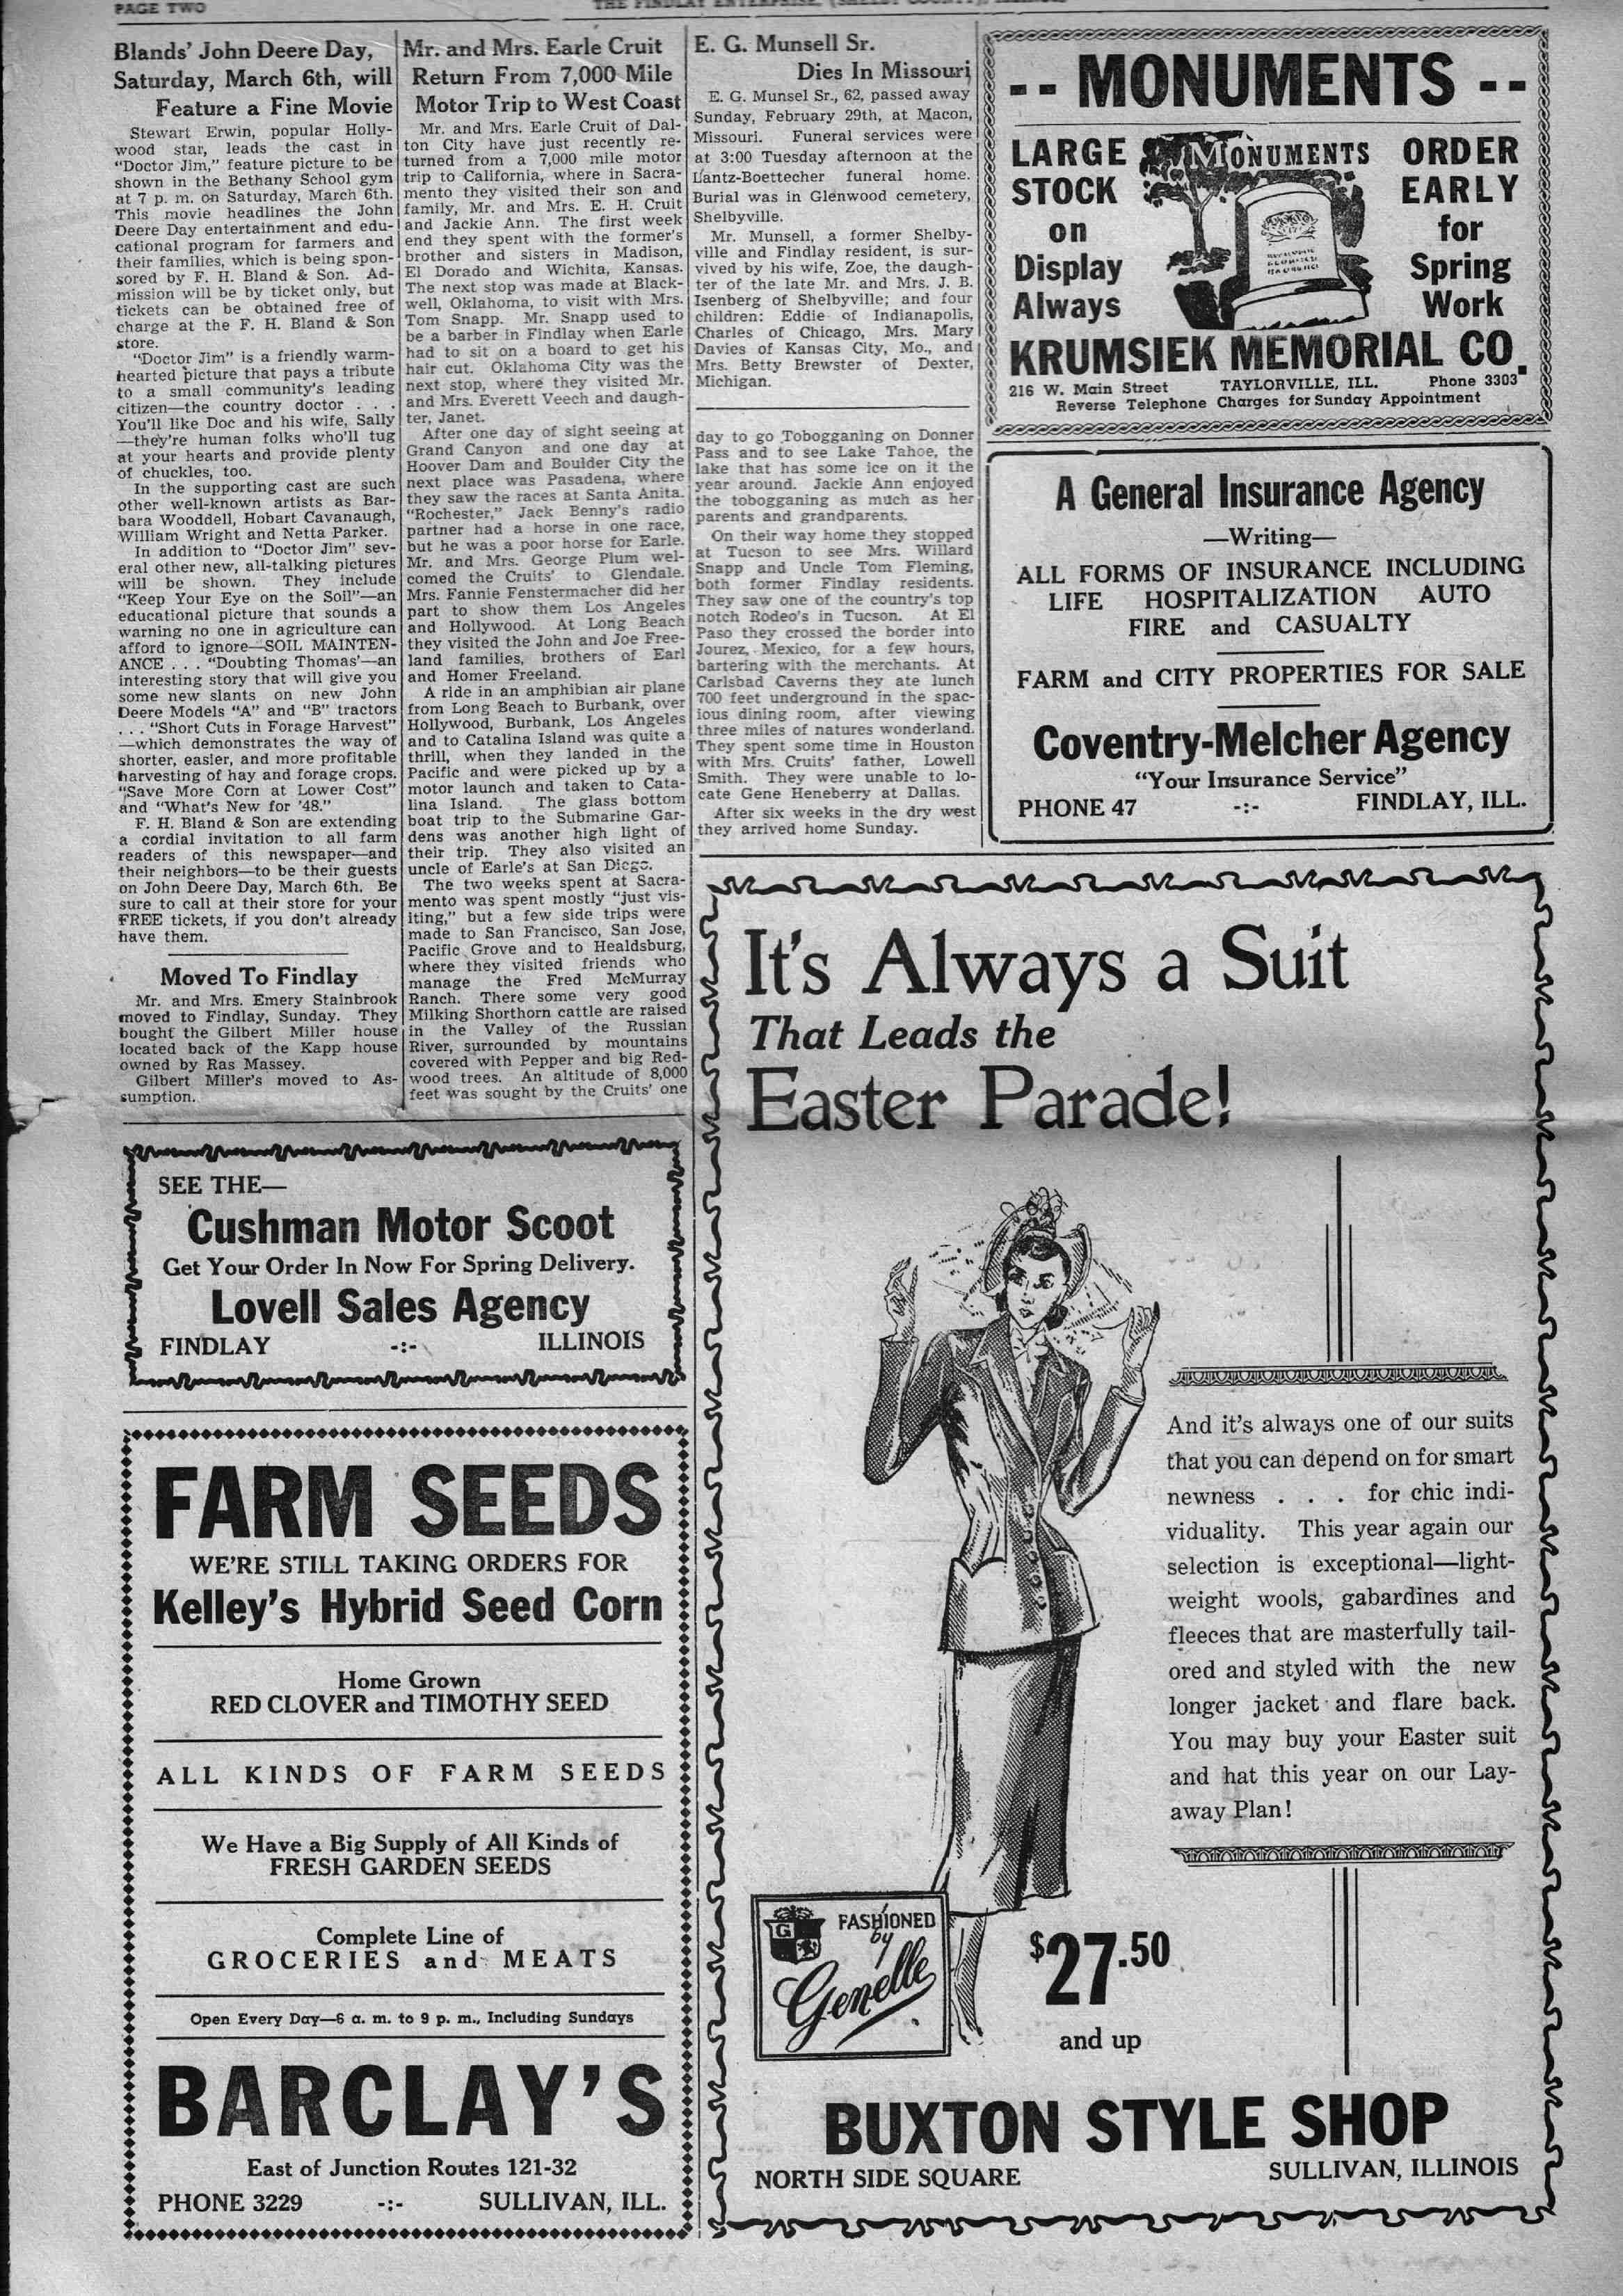 PAGE TWO
THE FINDLAY ENTERPRISE, (SHELBY COUNTY), ILLINOIS
Blands' John Deere Day,
Saturday, March 6th, will
Feature a Fine Movie
Stewart Erwin, popular Holly-
wood star, leads the cast in
"Doctor Jim," feature picture to be
shown in the Bethany School gym
at 7 p. m. on Saturday, March 6th.
This movie headlines the John
Deere Day entertainment and edu-
cational program for farmers and
their families, which is being spon-
sored by F. H. Bland & Son. Ad-
mission will be by ticket only, but
tickets can be obtained free of
charge at the F. H. Bland & Son
store.
"Doctor Jim" is a friendly warm-
hearted picture that pays a tribute
to a small community's leading
citizen—the country doctor . . .
You'll like Doc and his wife, Sally
—they're human folks who'll tug
at your hearts and provide plenty
of chuckles, too.
In the supporting cast are such
other well-known artists as Bar-
bara Wooddell, Hobart Cavanaugh,
William Wright and Netta Parker.
In addition to "Doctor Jim" sev-
eral other new, all-talking pictures
will be shown. They include
"Keep Your Eye on the Soil"—an
educational picture that sounds a
warning no one in agriculture can
afford to ignore—SOIL MAINTEN-
ANCE . . . "Doubting Thomas'—an
interesting story that will give you
some new slants on new John
Deere Models "A" and "B" tractors
. . . "Short Cuts in Forage Harvest"
—which demonstrates the way of
shorter, easier, and more profitable
harvesting of hay and forage crops.
"Save More Corn at Lower Cost"
and "What's New for '48."
F. H. Bland & Son are extending
a cordial invitation to all farm
readers of this newspaper—and
their neighbors—to be their guests
on John Deere Day, March 6th. Be
sure to call at their store for your
FREE tickets, if you don't already
have them.
Moved To Findlay
Mr. and Mrs. Emery Stainbrook
moved to Findlay, Sunday. They
bought the Gilbert Miller house
located back of the Kapp house
owned by Ras Massey.
Gilbert Miller's moved to As-
sumption.
Mr. and Mrs. Earle Cruit
Return From 7,000 Mile
Motor Trip to West Coast
Mr. and Mrs. Earle Cruit of Dal-
ton City have just recently re-
turned from a 7,000 mile motor
trip to California, where in Sacra-
mento they visited their son and
family, Mr. and Mrs. E. H. Cruit
and Jackie Ann. The first week
end they spent with the former's
brother and sisters in Madison,
El Dorado and Wichita, Kansas.
The next stop was made at Black-
well, Oklahoma, to visit with Mrs.
Tom Snapp. Mr. Snapp used to
be a barber in Findlay when Earle
had to sit on a board to get his
hair cut. Oklahoma City was the
next stop, where they visited Mr.
and Mrs. Everett Veech and daugh-
ter, Janet.
After one day of sight seeing at
Grand Canyon and one day at
Hoover Dam and Boulder City the
next place was Pasadena, where
they saw the races at Santa Anita.
"Rochester," Jack Benny's radio
partner had a horse in one race,
but he was a poor horse for Earle.
Mr. and Mrs. George Plum wel-
comed the Cruits' to Glendale.
Mrs. Fannie Fenstermacher did her
part to show them Los Angeles
and Hollywood. At Long Beach
they visited the John and Joe Free-
land families, brothers of Earl
and Homer Freeland.
A ride in an amphibian air plane
from Long Beach to Burbank, over
Hollywood, Burbank, Los Angeles
and to Catalina Island was quite a
thrill, when they landed in the
Pacific and were picked up by a
motor launch and taken to Cata-
lina Island. The glass bottom
boat trip to the Submarine Gar-
dens was another high light of
their trip. They also visited an
uncle of Earle's at San Diego.
The two weeks spent at Sacra-
mento was spent mostly "just vis-
iting," but a few side trips were
made to San Francisco, San Jose,
Pacific Grove and to Healdsburg,
where they visited friends who
manage the Fred McMurray
Ranch. There some very good
Milking Shorthorn cattle are raised
in the Valley of the Russian
River, surrounded by mountains
covered with Pepper and big Red-
wood trees. An altitude of 8,000
feet was sought by the Cruits' one
E. G. Munsell Sr.
Dies In Missouri
E. G. Munsel Sr., 62, passed away
Sunday, February 29th, at Macon,
Missouri. Funeral services were
at 3:00 Tuesday afternoon at the
Lantz-Boettecher funeral home.
Burial was in Glenwood cemetery,
Shelbyville.
Mr. Munsell, a former Shelby-
ville and Findlay resident, is sur-
vived by his wife, Zoe, the daugh-
ter of the late Mr. and Mrs. J. B.
Isenberg of Shelbyville; and four
children: Eddie of Indianapolis,
Charles of Chicago, Mrs. Mary
Davies of Kansas City, Mo., and
Mrs. Betty Brewster of Dexter,
Michigan.
day to go Tobogganing on Donner
Pass and to see Lake Tahoe, the
lake that has some ice on it the
year around. Jackie Ann enjoyed
the tobogganing as much as her
parents and grandparents.
On their way home they stopped
at Tucson to see Mrs. Willard
Snapp and Uncle Tom Fleming,
both former Findlay residents.
They saw one of the country's top
notch Rodeo's in Tucson. At El
Paso they crossed the border into
Jourez, Mexico, for a few hours,
bartering with the merchants. At
Carlsbad Caverns they ate lunch
700 feet underground in the spac-
ious dining room, after viewing
three miles of natures wonderland.
They spent some time in Houston
with Mrs. Cruits' father, Lowell
Smith. They were unable to lo-
cate Gene Heneberry at Dallas.
After six weeks in the dry west
they arrived home Sunday.
-- MONUMENTS --
LARGE
STOCK
on
Display
Always
MONUMENTS
ORDER
EARLY
for
Spring
Work
KRUMSIEK MEMORIAL CO.
216 W. Main Street TAYLORVILLE, ILL. Phone 3303
Reverse Telephone Charges for Sunday Appointment
A General Insurance Agency
—Writing—
ALL FORMS OF INSURANCE INCLUDING
LIFE HOSPITALIZATION AUTO
FIRE and CASUALTY
FARM and CITY PROPERTIES FOR SALE
Coventry-Melcher Agency
"Your Insurance Service"
PHONE 47 -:- FINDLAY, ILL.
SEE THE—
Cushman Motor Scoot
Get Your Order In Now For Spring Delivery.
Lovell Sales Agency
FINDLAY -:- ILLINOIS
FARM SEEDS
WE'RE STILL TAKING ORDERS FOR
Kelley's Hybrid Seed Corn
Home Grown
RED CLOVER and TIMOTHY SEED
ALL KINDS OF FARM SEEDS
We Have a Big Supply of All Kinds of
FRESH GARDEN SEEDS
Complete Line of
GROCERIES and MEATS
Open Every Day—6 a. m. to 9 p. m., Including Sundays
BARCLAY'S
East of Junction Routes 121-32
PHONE 3229 -:- SULLIVAN, ILL.
It's Always a Suit
That Leads the
Easter Parade!
And it's always one of our suits
that you can depend on for smart
newness . . . for chic indi-
viduality. This year again our
selection is exceptional—light-
weight wools, gabardines and
fleeces that are masterfully tail-
ored and styled with the new
longer jacket and flare back.
You may buy your Easter suit
and hat this year on our Lay-
away Plan!
G
FASHIONED
by
Genelle
$27.50
and up
BUXTON STYLE SHOP
NORTH SIDE SQUARE SULLIVAN, ILLINOIS